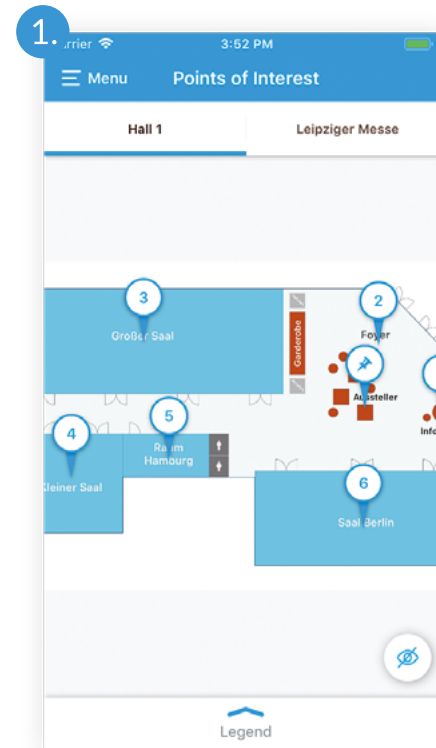 1.
rrier 3:52 PM
Menu Points of Interest
Hall 1 Leipziger Messe
3
2
Großer Saal
Foyer
Garderobe
Aussteller
5
4
Raum
Hamburg
Info
Kleiner Saal
6
Saal Berlin
Legend